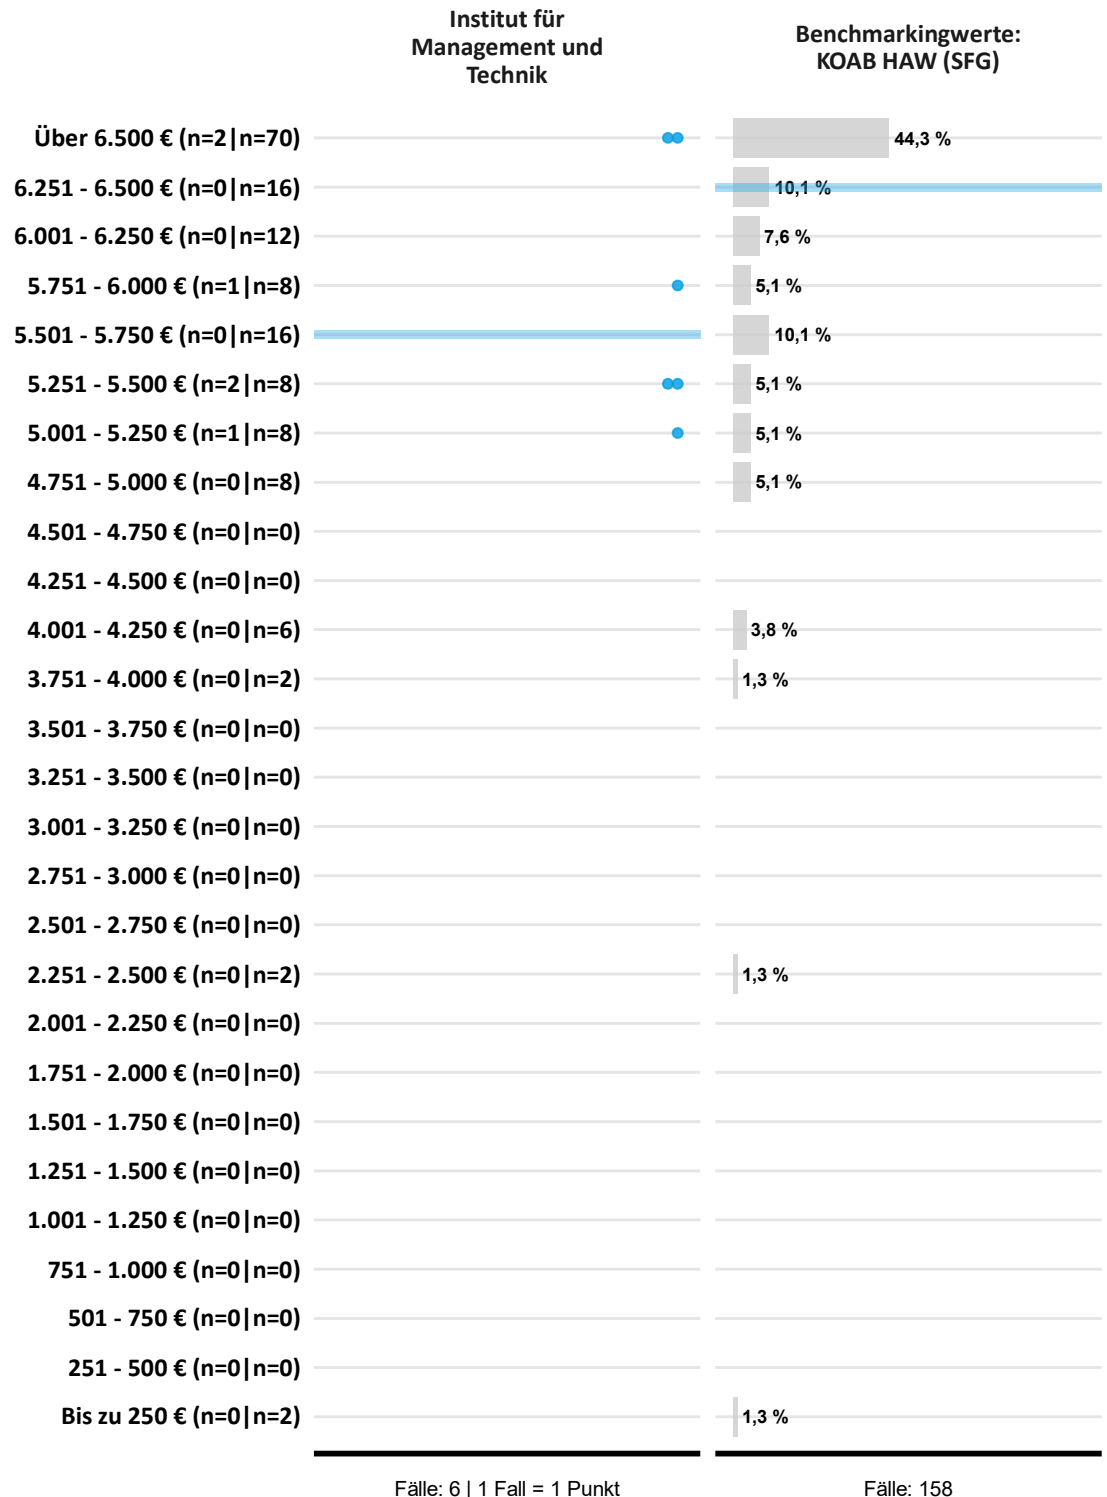 Institut für
Management und
Technik
Benchmarkingwerte:
KOAB HAW (SFG)
Über 6.500 € (n=2|n=70) 44,3 %
6.251 - 6.500 € (n=0|n=16) 10,1 %
6.001 - 6.250 € (n=0|n=12) 7,6 %
5.751 - 6.000 € (n=1|n=8) 5,1 %
5.501 - 5.750 € (n=0|n=16) 10,1 %
5.251 - 5.500 € (n=2|n=8) 5,1 %
5.001 - 5.250 € (n=1|n=8) 5,1 %
4.751 - 5.000 € (n=0|n=8) 5,1 %
4.501 - 4.750 € (n=0|n=0)
4.251 - 4.500 € (n=0|n=0)
4.001 - 4.250 € (n=0|n=6) 3,8 %
3.751 - 4.000 € (n=0|n=2) 1,3 %
3.501 - 3.750 € (n=0|n=0)
3.251 - 3.500 € (n=0|n=0)
3.001 - 3.250 € (n=0|n=0)
2.751 - 3.000 € (n=0|n=0)
2.501 - 2.750 € (n=0|n=0)
2.251 - 2.500 € (n=0|n=2) 1,3 %
2.001 - 2.250 € (n=0|n=0)
1.751 - 2.000 € (n=0|n=0)
1.501 - 1.750 € (n=0|n=0)
1.251 - 1.500 € (n=0|n=0)
1.001 - 1.250 € (n=0|n=0)
751 - 1.000 € (n=0|n=0)
501 - 750 € (n=0|n=0)
251 - 500 € (n=0|n=0)
Bis zu 250 € (n=0|n=2) 1,3 %
Fälle: 6 | 1 Fall = 1 Punkt
Fälle: 158